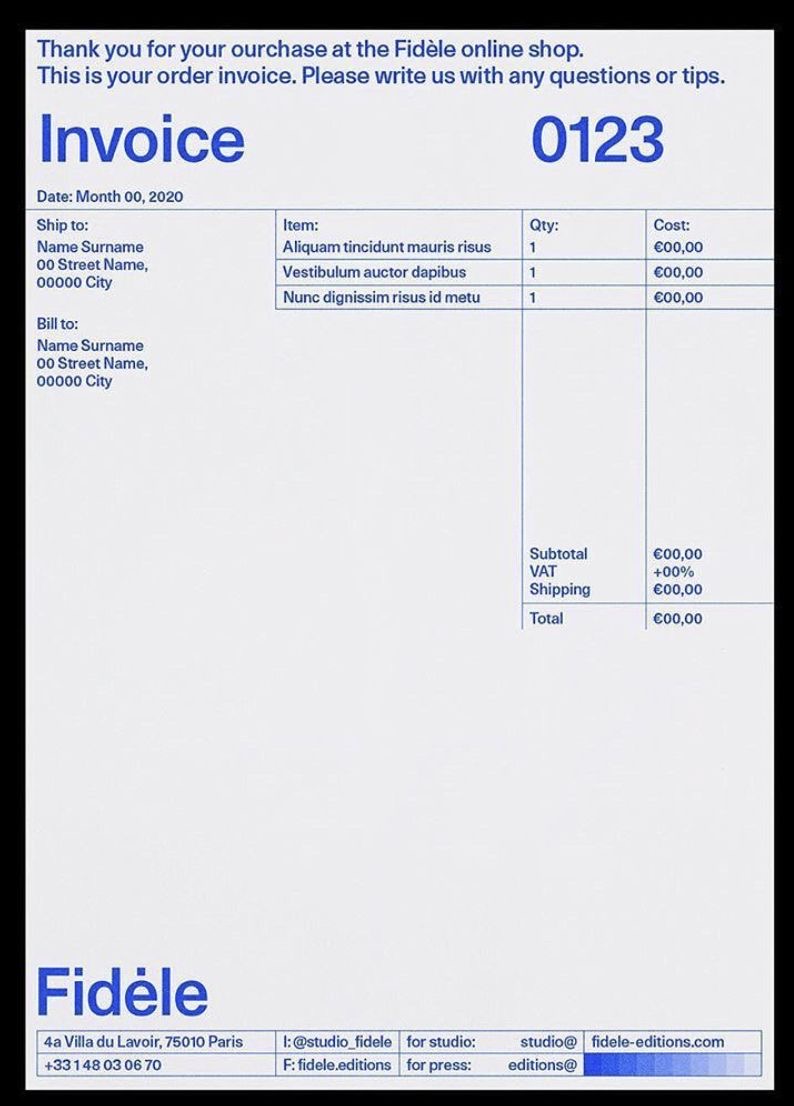 Thank you for your ourchase at the Fidèle online shop.
This is your order invoice. Please write us with any questions or tips.
Invoice 0123
Date: Month 00, 2020
Ship to: Item: Qty: Cost:
Name Surname Aliquam tincidunt mauris risus 1 €00,00
00 Street Name, Vestibulum auctor dapibus 1 €00,00
00000 City Nunc dignissim risus id metu 1 €00,00
Bill to:
Name Surname
00 Street Name,
00000 City
Subtotal €00,00
VAT +00%
Shipping €00,00
Total €00,00
Fidėle
4a Villa du Lavoir, 75010 Paris I: @studio_fidele for studio: studio@ fidele-editions.com
+33 1 48 03 06 70 F: fidele.editions for press: editions@